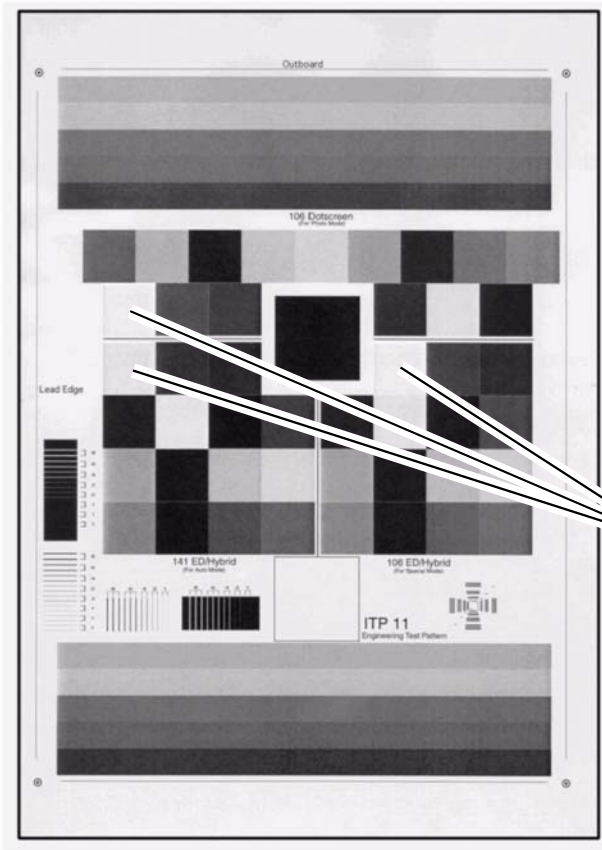 Outboard
106 Dotscreen
(For Photo Mode)
Lead Edge
141 ED/Hybrid
(For Auto Mode)
106 ED/Hybrid
(For Special Mode)
ITP 11
Engineering Test Pattern